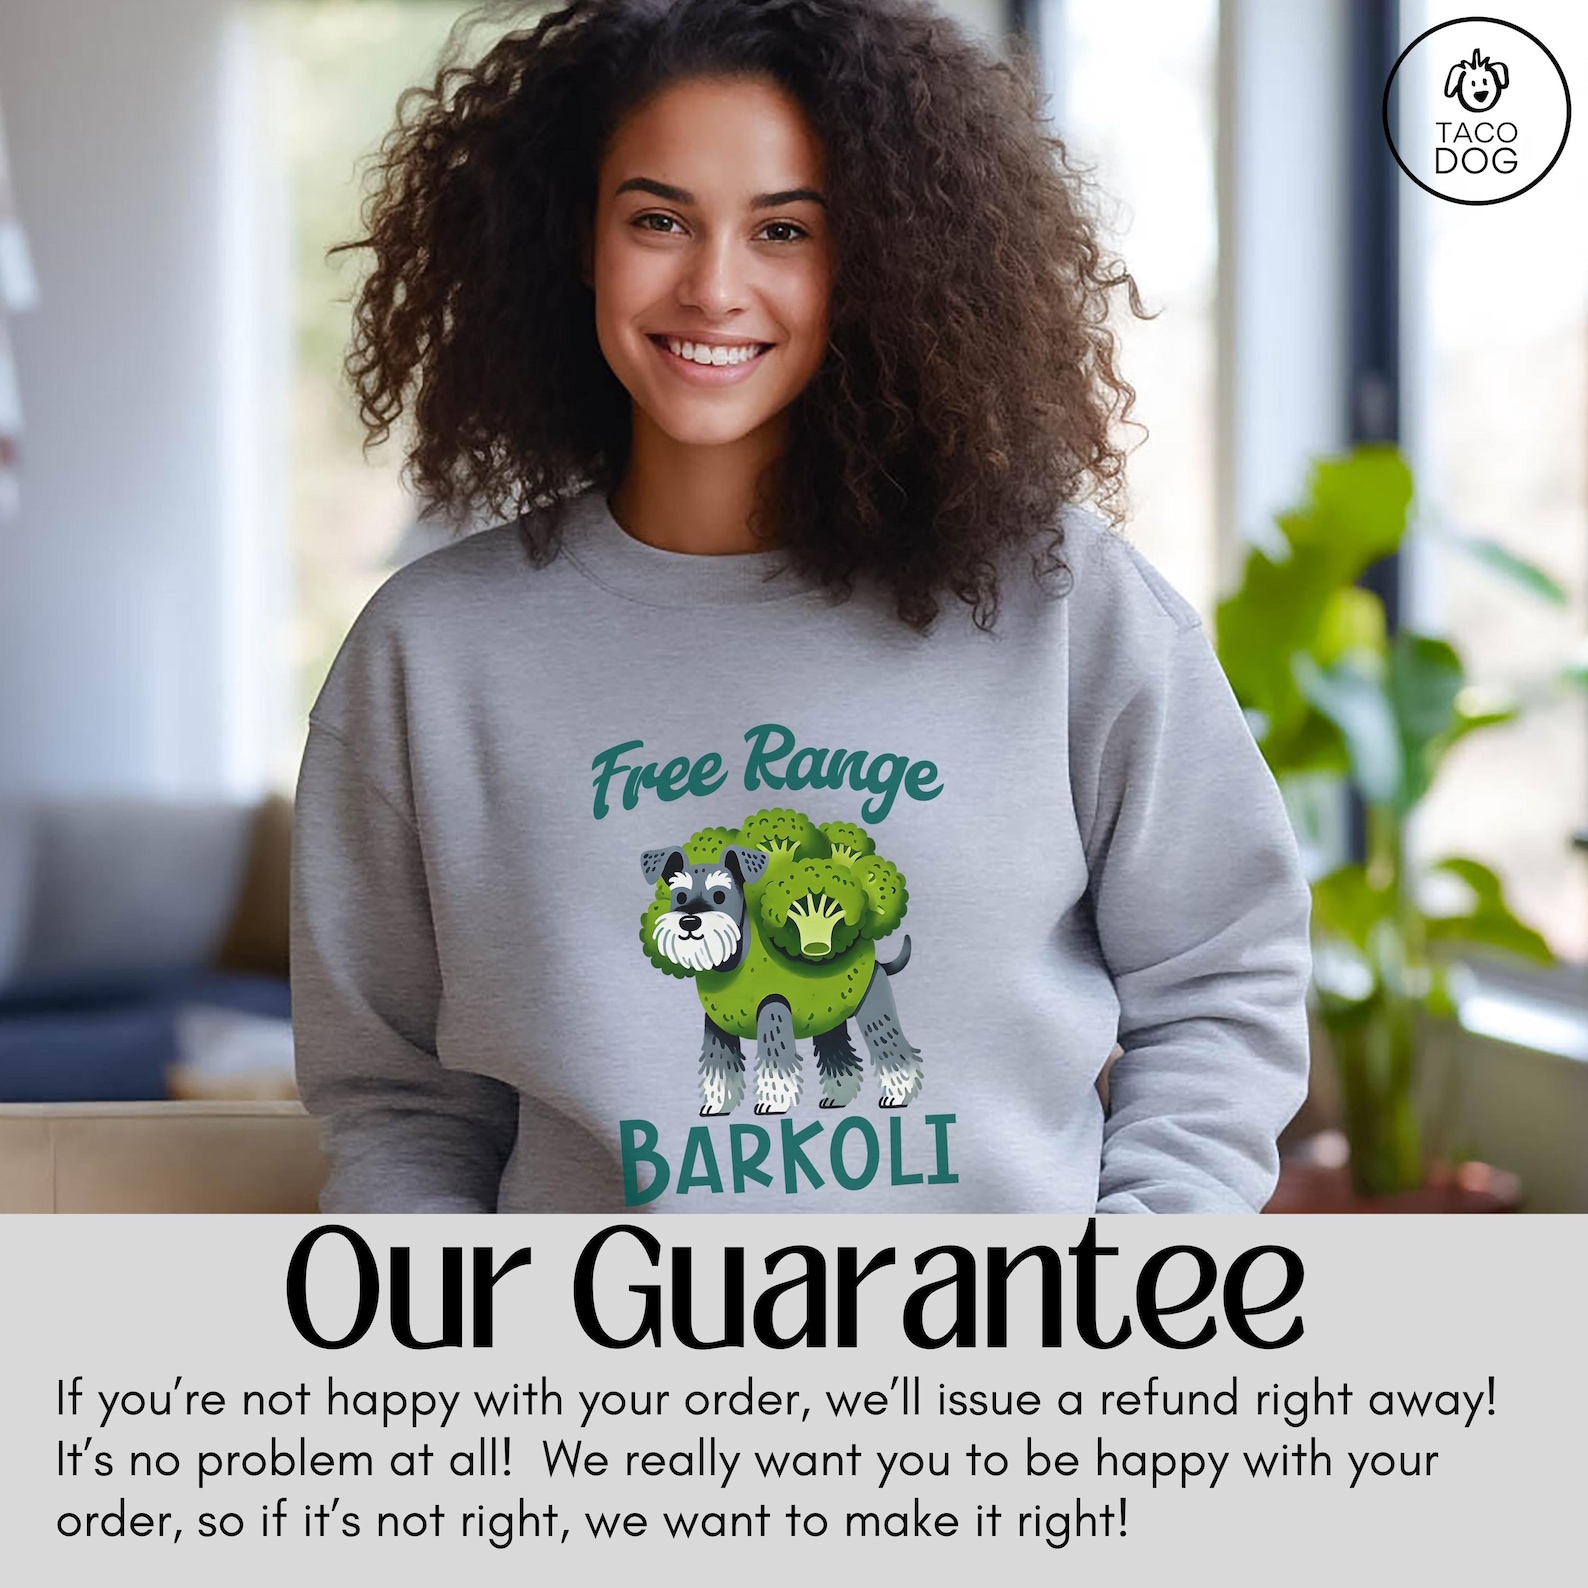 TACO
DOG
Free Range
BARKOLI
Our Guarantee
If you're not happy with your order, we'll issue a refund right away!
It's no problem at all!  We really want you to be happy with your
order, so if it's not right, we want to make it right!